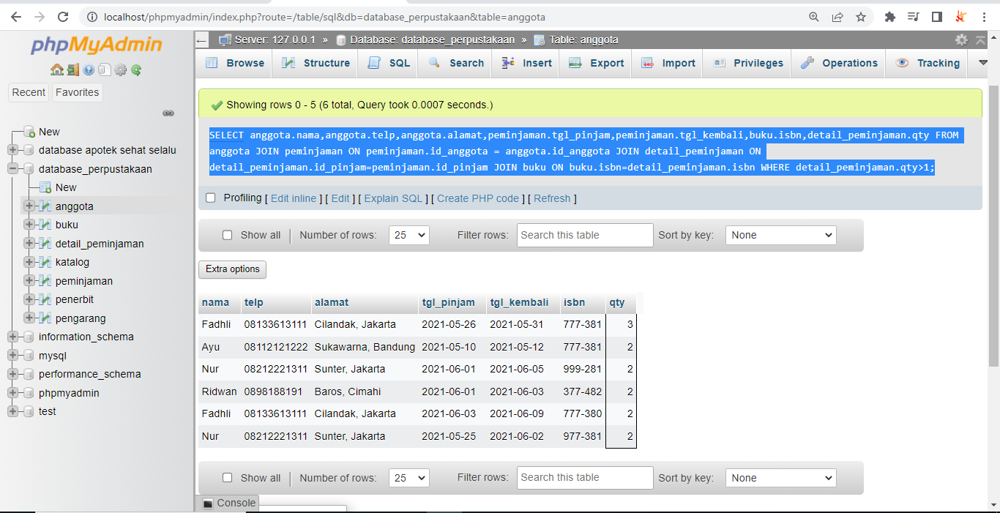 localhost/phpmyadmin/index.php?route=/table/sql&db=database_perpustakaan&table=anggota
phpMyAdmin
Recent Favorites
New
database apotek sehat selalu
database_perpustakaan
New
anggota
buku
detail_peminjaman
katalog
peminjaman
penerbit
pengarang
information_schema
mysql
performance_schema
phpmyadmin
test
Server: 127.0.0.1 » Database: database_perpustakaan » Table: anggota
Browse Structure SQL Search Insert Export Import Privileges Operations Tracking
Showing rows 0 - 5 (6 total, Query took 0.0007 seconds.)
SELECT anggota.nama,anggota.telp,anggota.alamat,peminjaman.tgl_pinjam,peminjaman.tgl_kembali,buku.isbn,detail_peminjaman.qty FROM
anggota JOIN peminjaman ON peminjaman.id_anggota = anggota.id_anggota JOIN detail_peminjaman ON
detail_peminjaman.id_pinjam=peminjaman.id_pinjam JOIN buku ON buku.isbn=detail_peminjaman.isbn WHERE detail_peminjaman.qty>1;
Profiling [ Edit inline ] [ Edit ] [ Explain SQL ] [ Create PHP code ] [ Refresh ]
Show all | Number of rows: 25 Filter rows: Search this table Sort by key: None
Extra options
nama telp alamat tgl_pinjam tgl_kembali isbn qty
Fadhli 08133613111 Cilandak, Jakarta 2021-05-26 2021-05-31 777-381 3
Ayu 08112121222 Sukawarna, Bandung 2021-05-10 2021-05-12 777-381 2
Nur 08212221311 Sunter, Jakarta 2021-06-01 2021-06-05 999-281 2
Ridwan 0898188191 Baros, Cimahi 2021-06-01 2021-06-03 377-482 2
Fadhli 08133613111 Cilandak, Jakarta 2021-06-03 2021-06-09 777-380 2
Nur 08212221311 Sunter, Jakarta 2021-05-25 2021-06-02 977-381 2
Show all | Number of rows: 25 Filter rows: Search this table Sort by key: None
Console